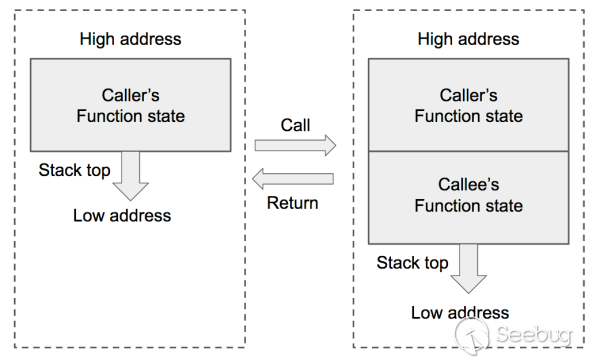 High address
Caller’s
Function state
Stack top
Low address
Call
Return
High address
Caller’s
Function state
Callee’s
Function state
Stack top
Low address
Seebug